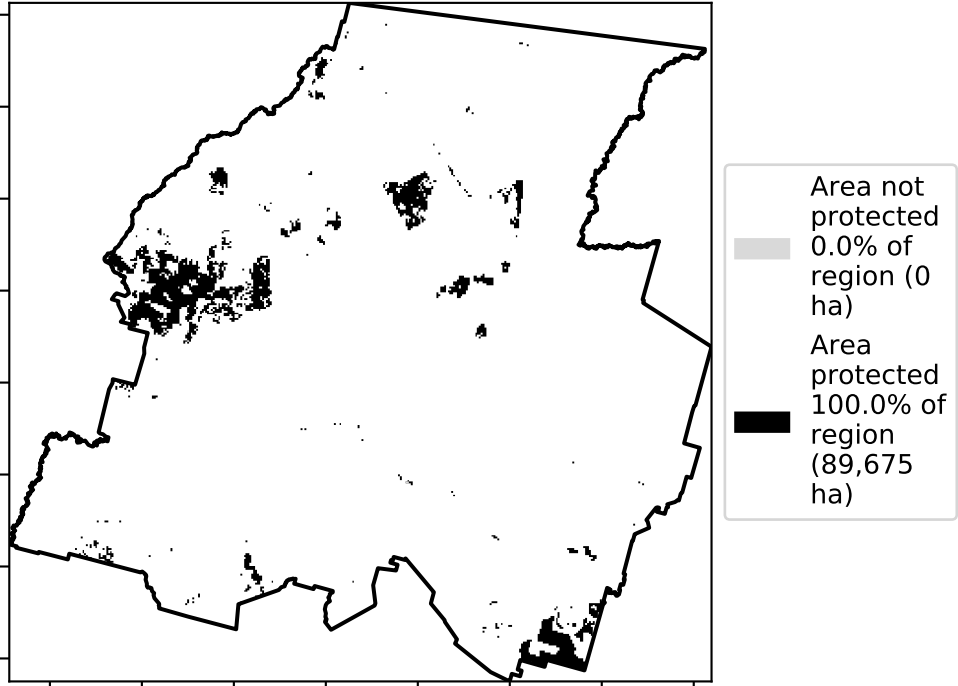 Area not
protected
0.0% of
region (0
ha)
Area
protected
100.0% of
region
(89,675
ha)